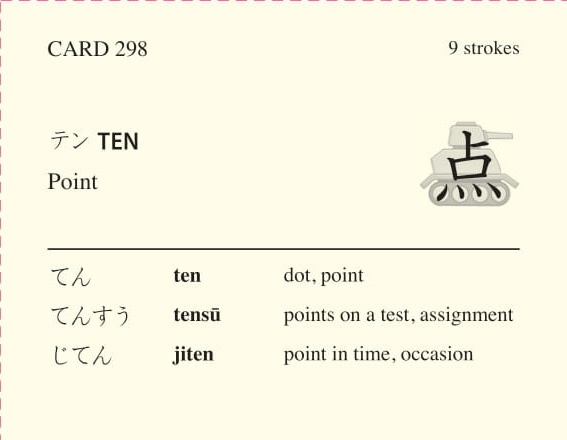 CARD 298 9 strokes
テン TEN
点
Point
てん ten dot, point
てんすう tensū points on a test, assignment
じてん jiten point in time, occasion